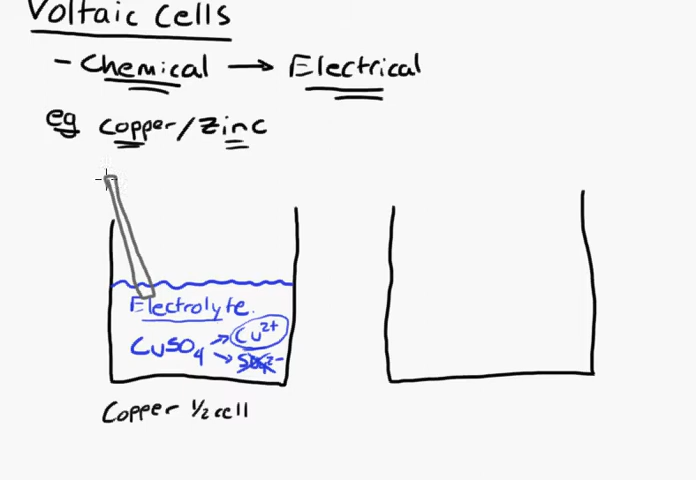 Voltaic Cells
- Chemical → Electrical
eg Copper/Zinc
Electrolyte.
CuSO₄ → Cu²⁺
→ SO₄²⁻
Copper ½ cell